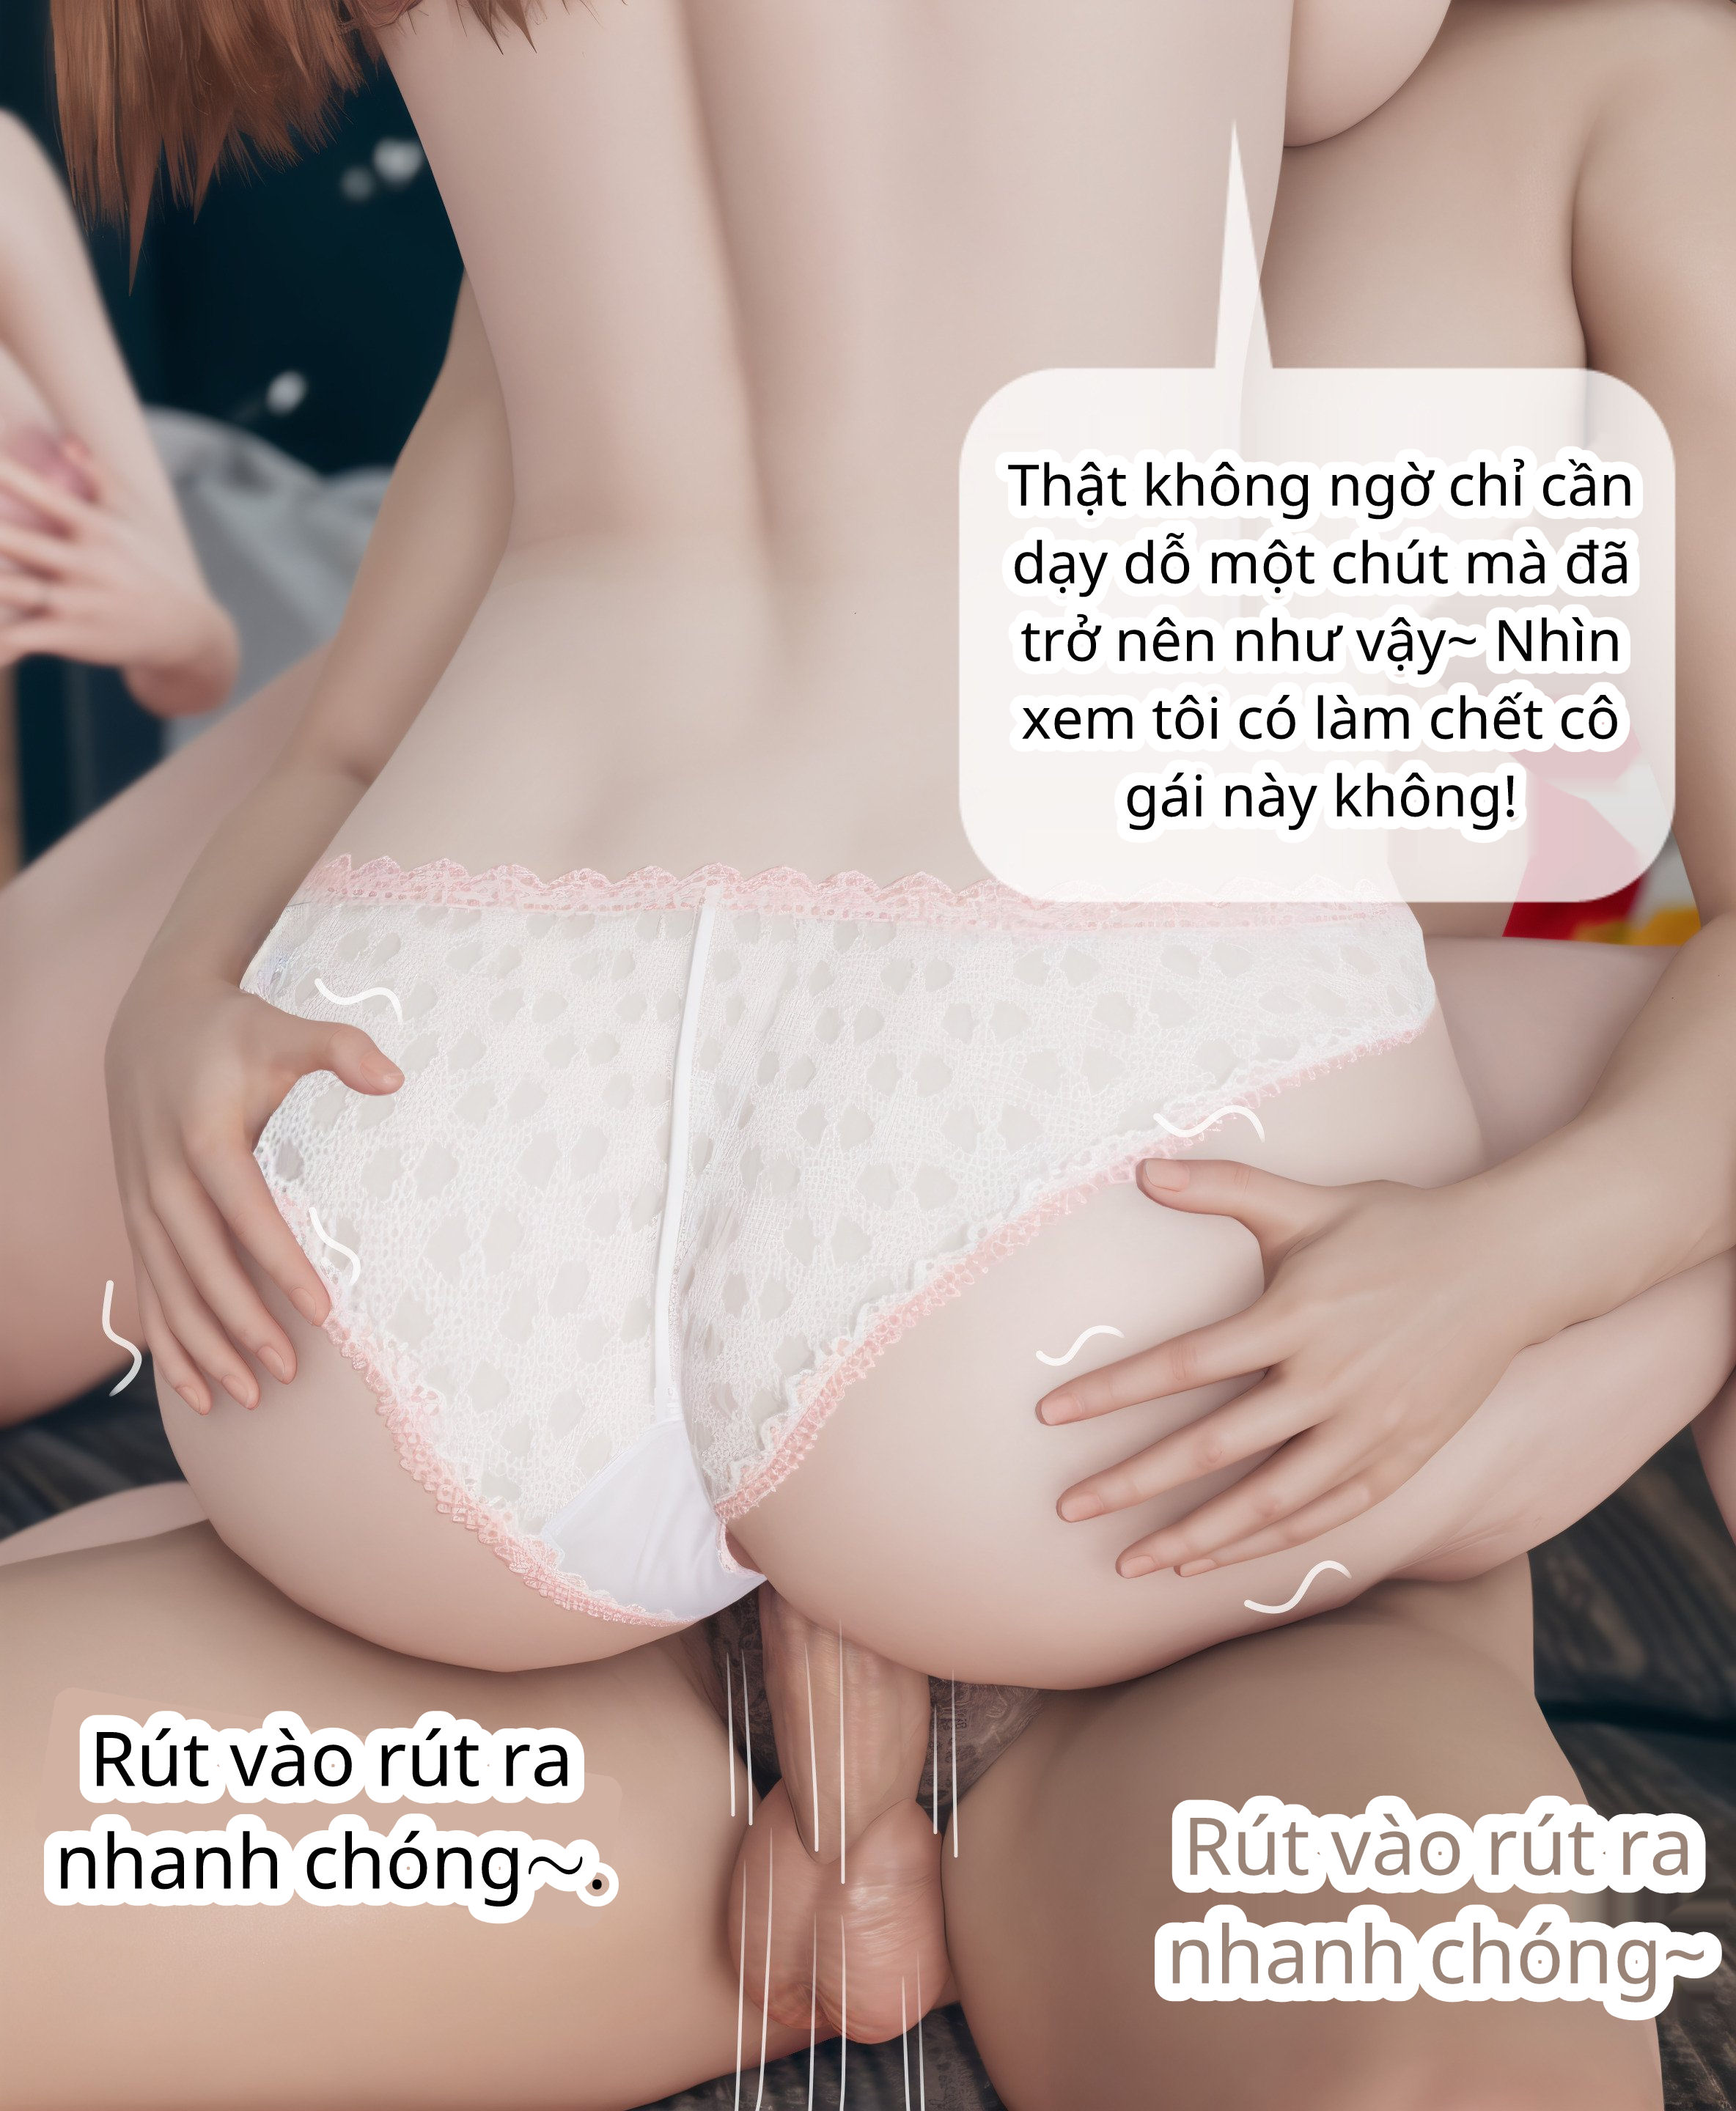 Thật không ngờ chỉ cần
dạy dỗ một chút mà đã
trở nên như vậy~ Nhìn
xem tôi có làm chết cô
gái này không!
Rút vào rút ra
nhanh chóng~.
Rút vào rút ra
nhanh chóng~